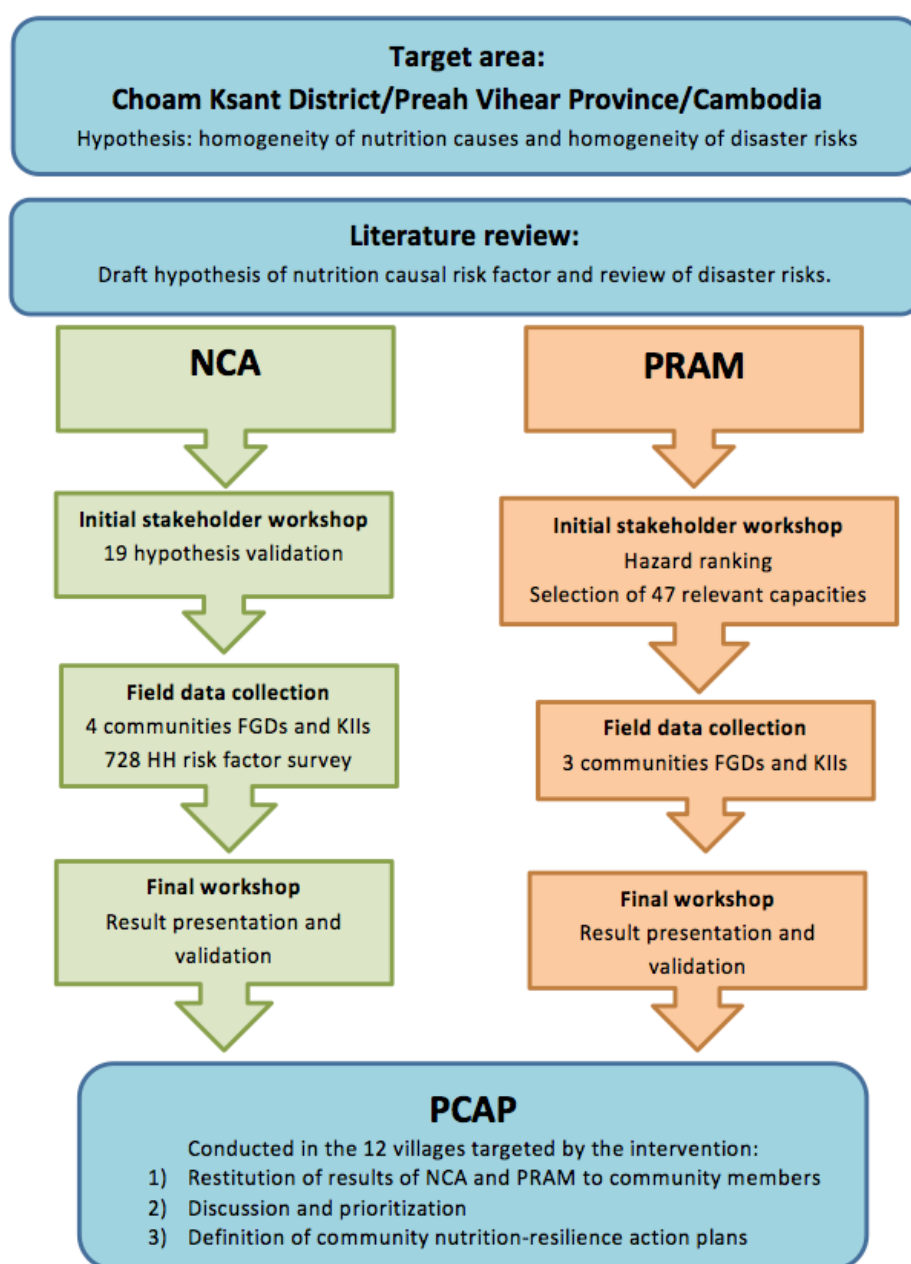 Target area:
Choam Ksant District/Preah Vihear Province/Cambodia
Hypothesis: homogeneity of nutrition causes and homogeneity of disaster risks
Literature review:
Draft hypothesis of nutrition causal risk factor and review of disaster risks.
NCA
Initial stakeholder workshop
19 hypothesis validation
Field data collection
4 communities FGDs and KIIs
728 HH risk factor survey
Final workshop
Result presentation and
validation
PRAM
Initial stakeholder workshop
Hazard ranking
Selection of 47 relevant capacities
Field data collection
3 communities FGDs and KIIs
Final workshop
Result presentation and
validation
PCAP
Conducted in the 12 villages targeted by the intervention:
1) Restitution of results of NCA and PRAM to community members
2) Discussion and prioritization
3) Definition of community nutrition-resilience action plans